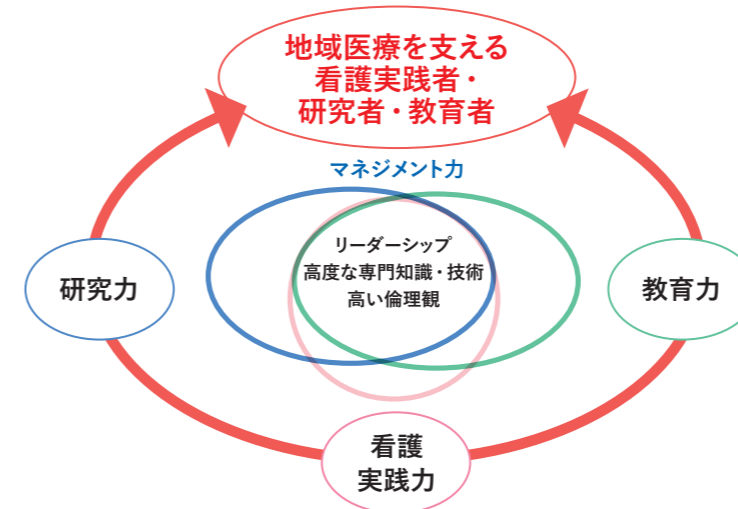 地域医療を支える
看護実践者・
研究者・教育者
マネジメント力
リーダーシップ
高度な専門知識・技術
高い倫理観
研究力
教育力
看護
実践力